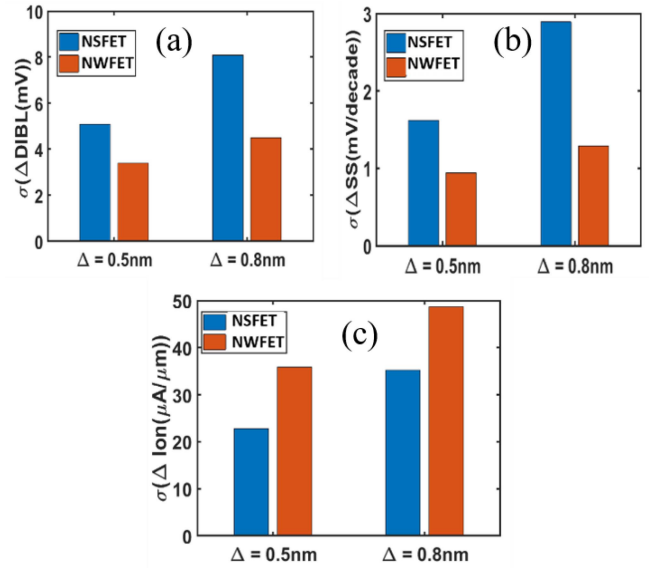 (a)
NSFET
NWFET
σ(ΔDIBL(mV))
8
6
4
2
0
Δ = 0.5nm
Δ = 0.8nm
(b)
NSFET
NWFET
σ(ΔSS(mV/decade))
3
2
1
0
Δ = 0.5nm
Δ = 0.8nm
(c)
NSFET
NWFET
σ(Δ Ion(μA/μm))
50
40
30
20
10
0
Δ = 0.5nm
Δ = 0.8nm